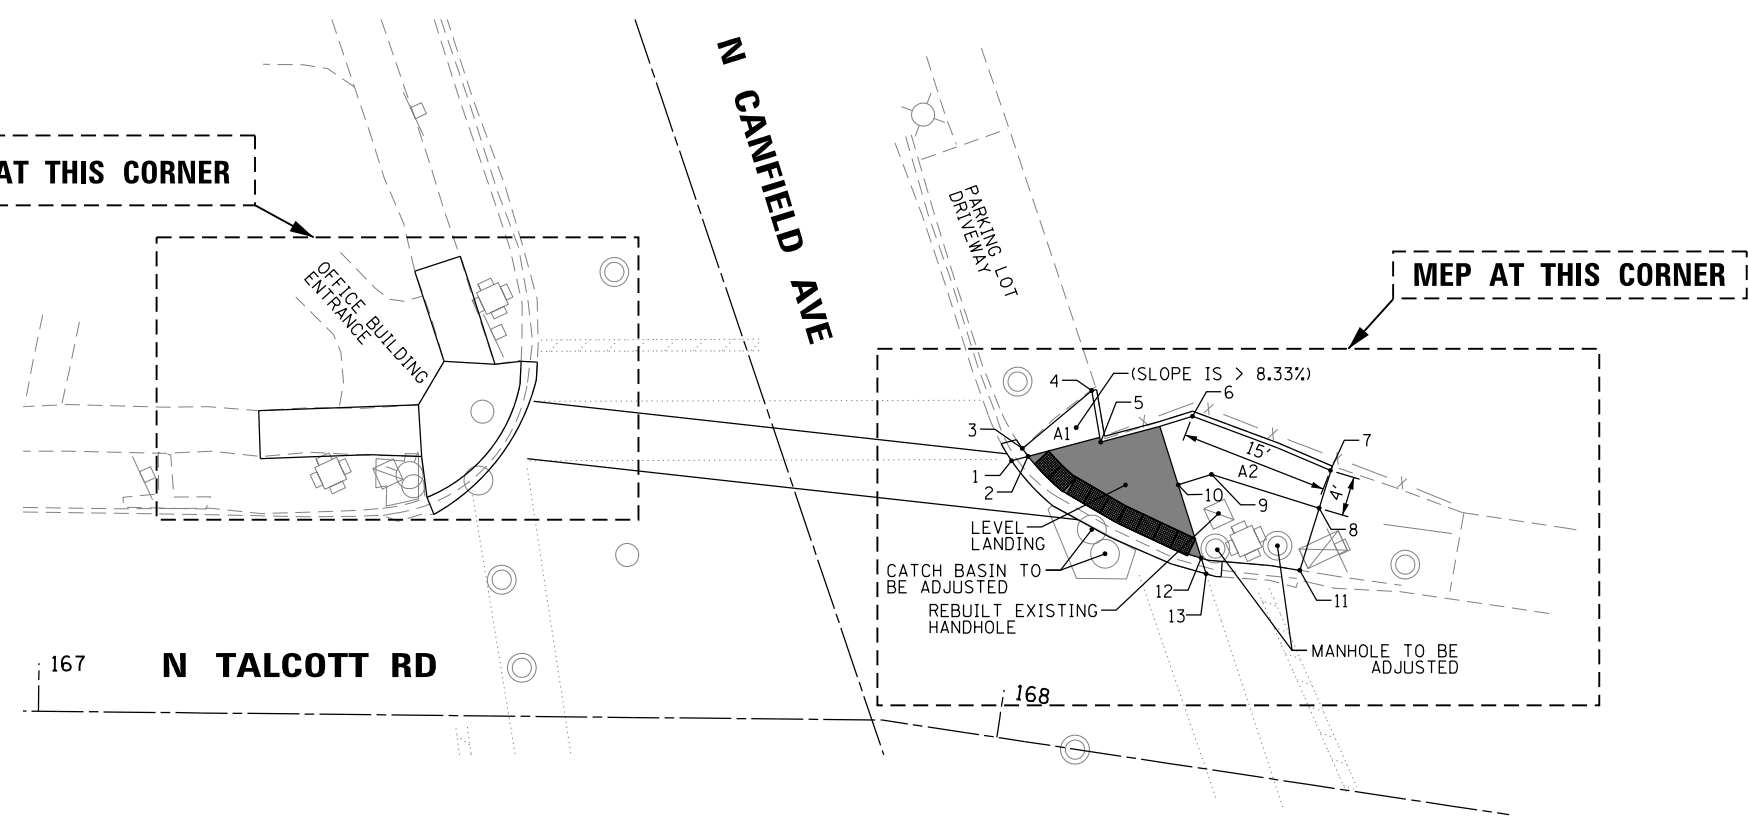 N CANFIELD AVE
AT THIS CORNER
PARKING LOT
DRIVEWAY
OFFICE BUILDING
ENTRANCE
MEP AT THIS CORNER
(SLOPE IS > 8.33%)
4
5
6
3
A1
15'
7
A2
1
2
10
9
4'
8
LEVEL
LANDING
CATCH BASIN TO
BE ADJUSTED
12
11
REBUILT EXISTING
HANDHOLE
13
MANHOLE TO BE
ADJUSTED
167
N TALCOTT RD
168